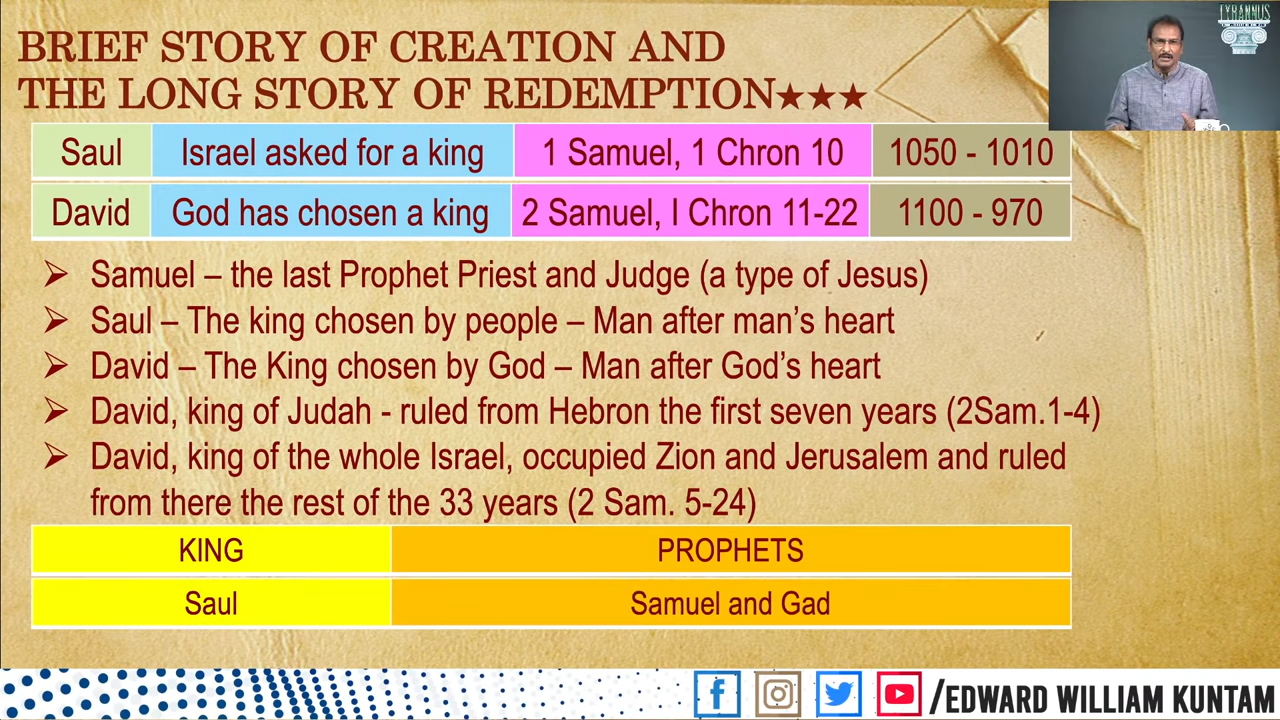 BRIEF STORY OF CREATION AND
THE LONG STORY OF REDEMPTION★★★
TYRANNUS
Saul Israel asked for a king 1 Samuel, 1 Chron 10 1050 - 1010
David God has chosen a king 2 Samuel, I Chron 11-22 1100 - 970
➢ Samuel – the last Prophet Priest and Judge (a type of Jesus)
➢ Saul – The king chosen by people – Man after man’s heart
➢ David – The King chosen by God – Man after God’s heart
➢ David, king of Judah - ruled from Hebron the first seven years (2Sam.1-4)
➢ David, king of the whole Israel, occupied Zion and Jerusalem and ruled
from there the rest of the 33 years (2 Sam. 5-24)
KING PROPHETS
Saul Samuel and Gad
/EDWARD WILLIAM KUNTAM